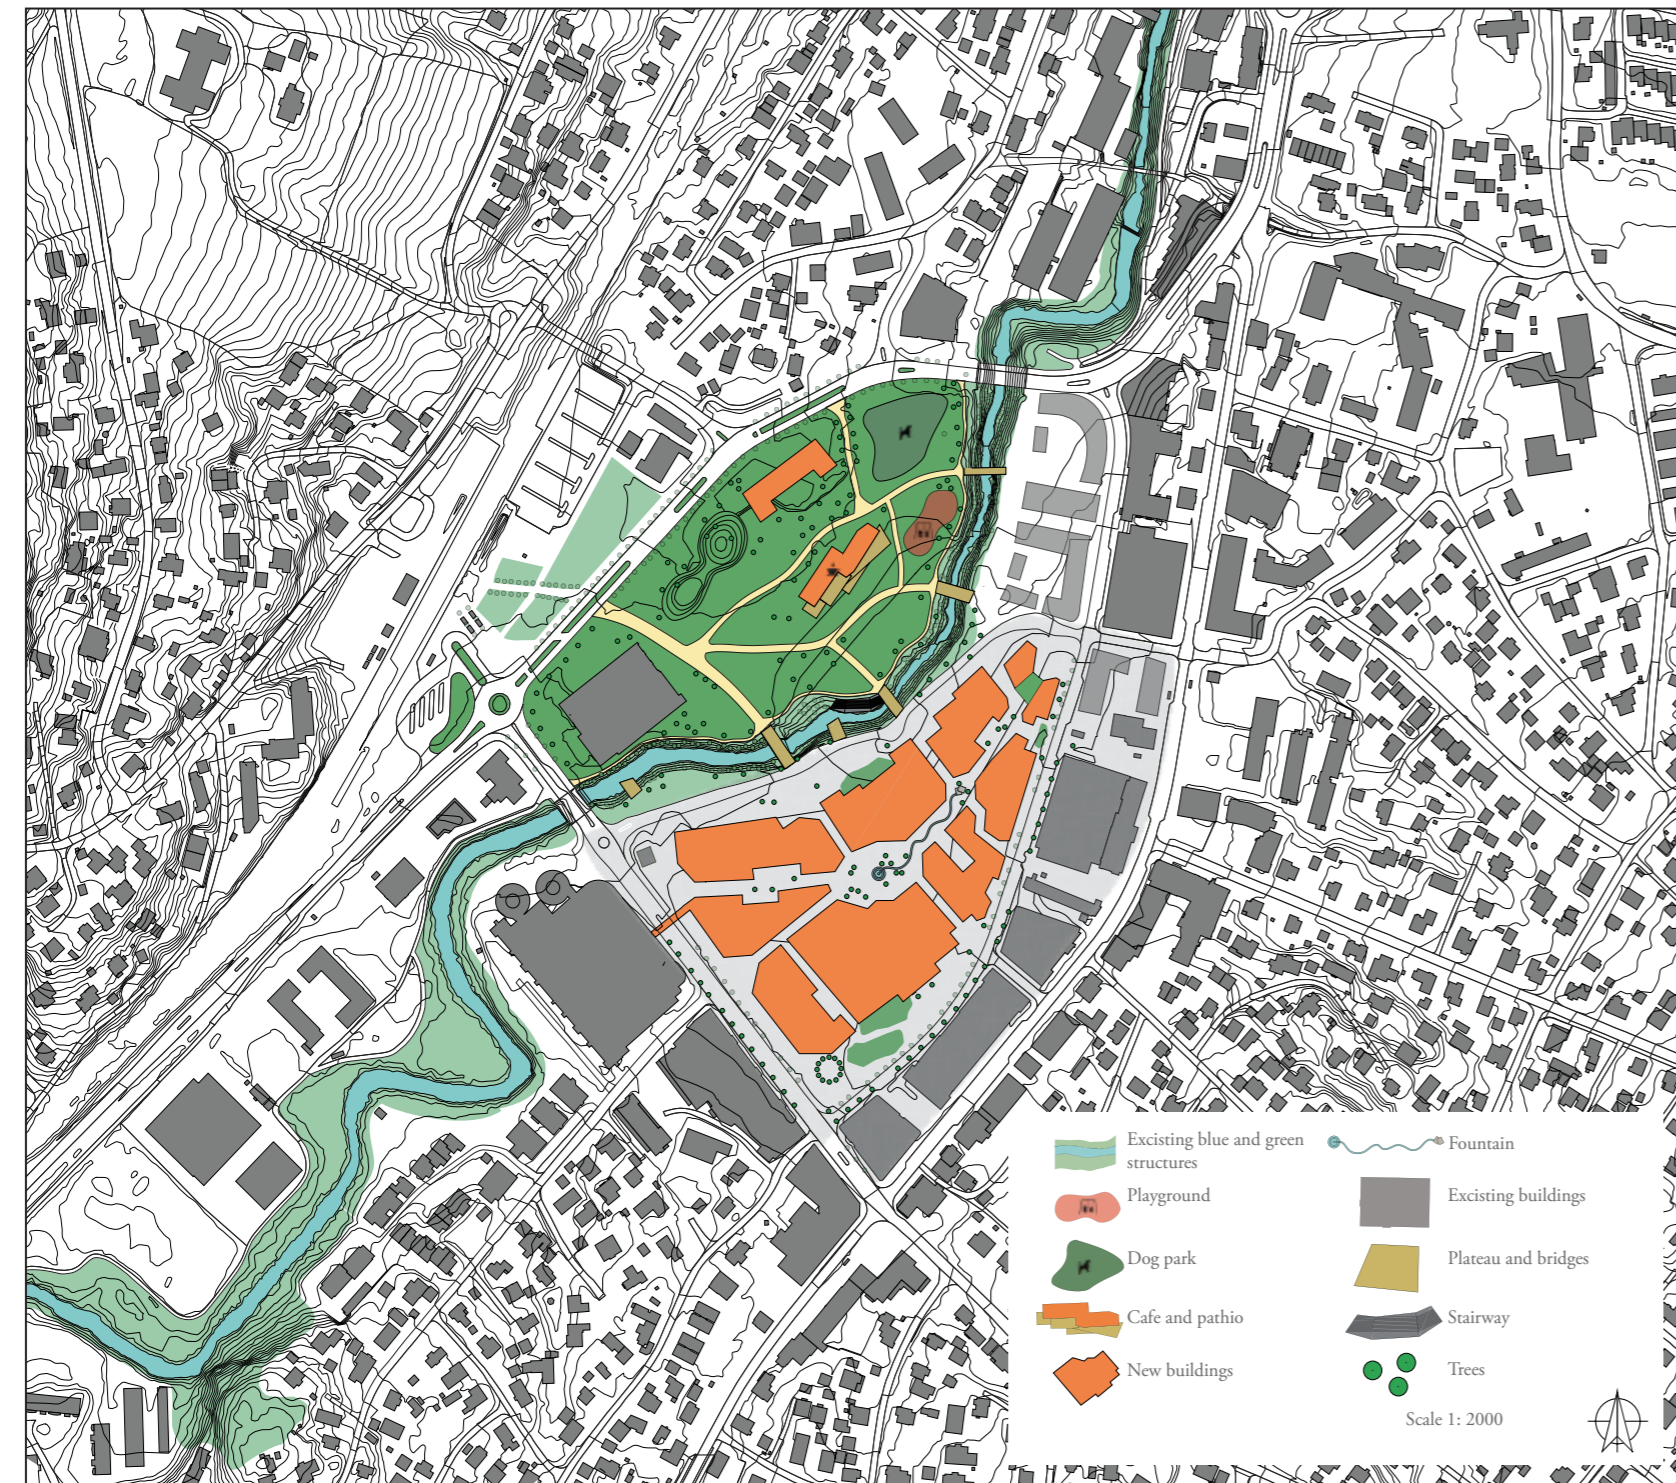 Excisting blue and green
structures
Playground
Dog park
Cafe and pathio
New buildings
Fountain
Excisting buildings
Plateau and bridges
Stairway
Trees
Scale 1: 2000